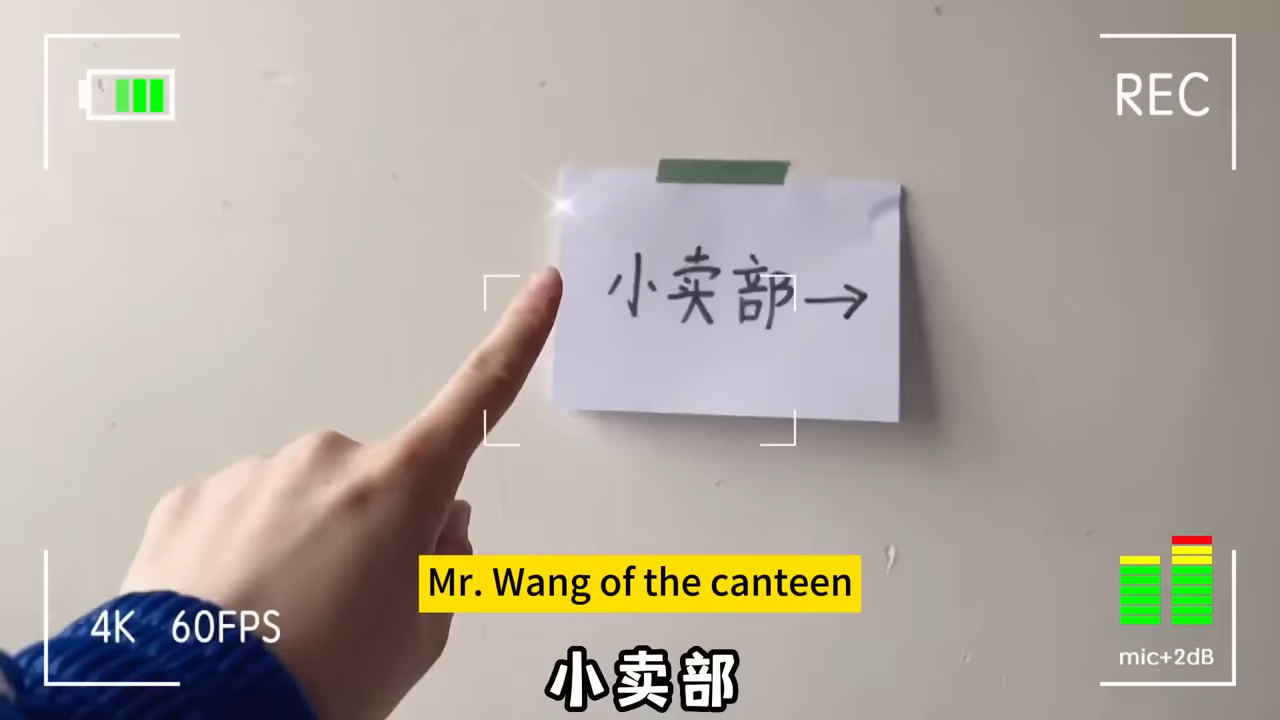 REC
小卖部→
Mr. Wang of the canteen
4K 60FPS
mic+2dB
小卖部